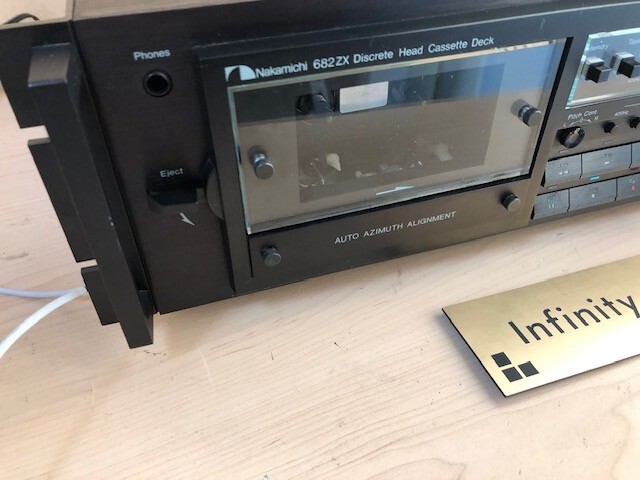 Phones
Nakamichi 682ZX Discrete Head Cassette Deck
Pitch Cont
Eject
AUTO AZIMUTH ALIGNMENT
Infinity